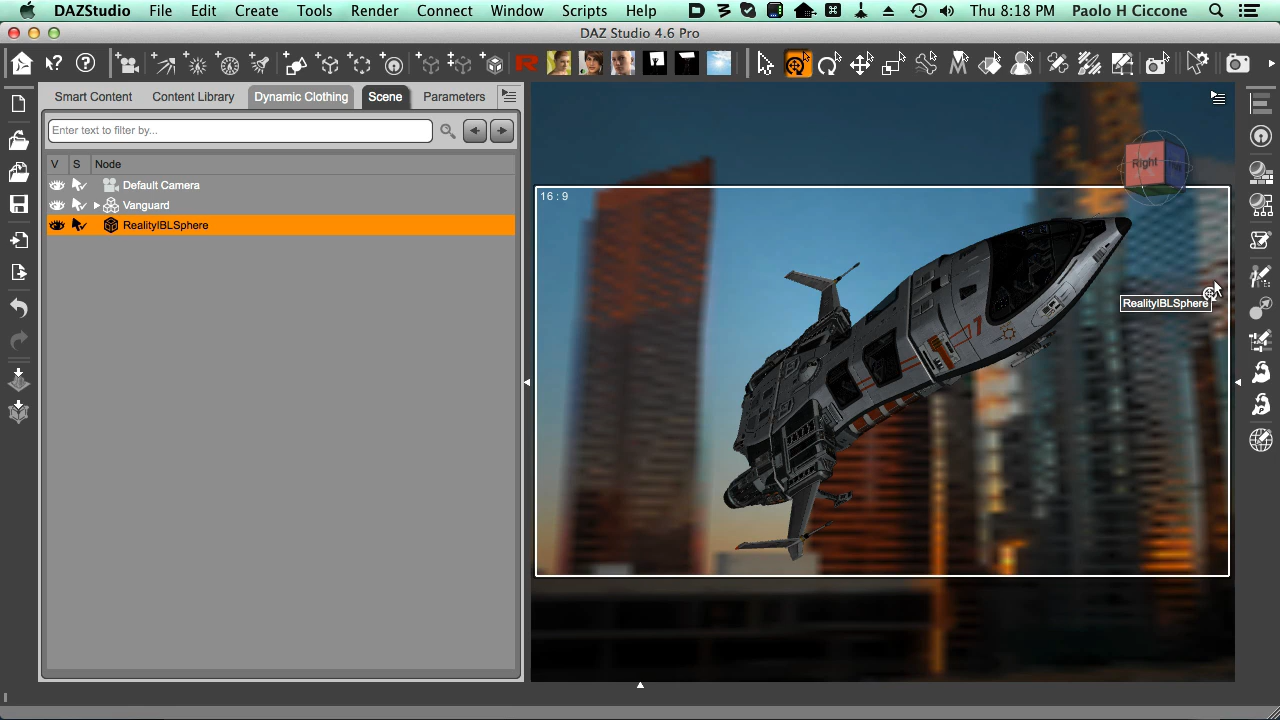 DAZStudio File Edit Create Tools Render Connect Window Scripts Help Thu 8:18 PM Paolo H Ciccone
DAZ Studio 4.6 Pro
Smart Content Content Library Dynamic Clothing Scene Parameters
Enter text to filter by...
V S Node
Default Camera
Vanguard
RealityIBLSphere
16 : 9
Right
7
RealityIBLSphere